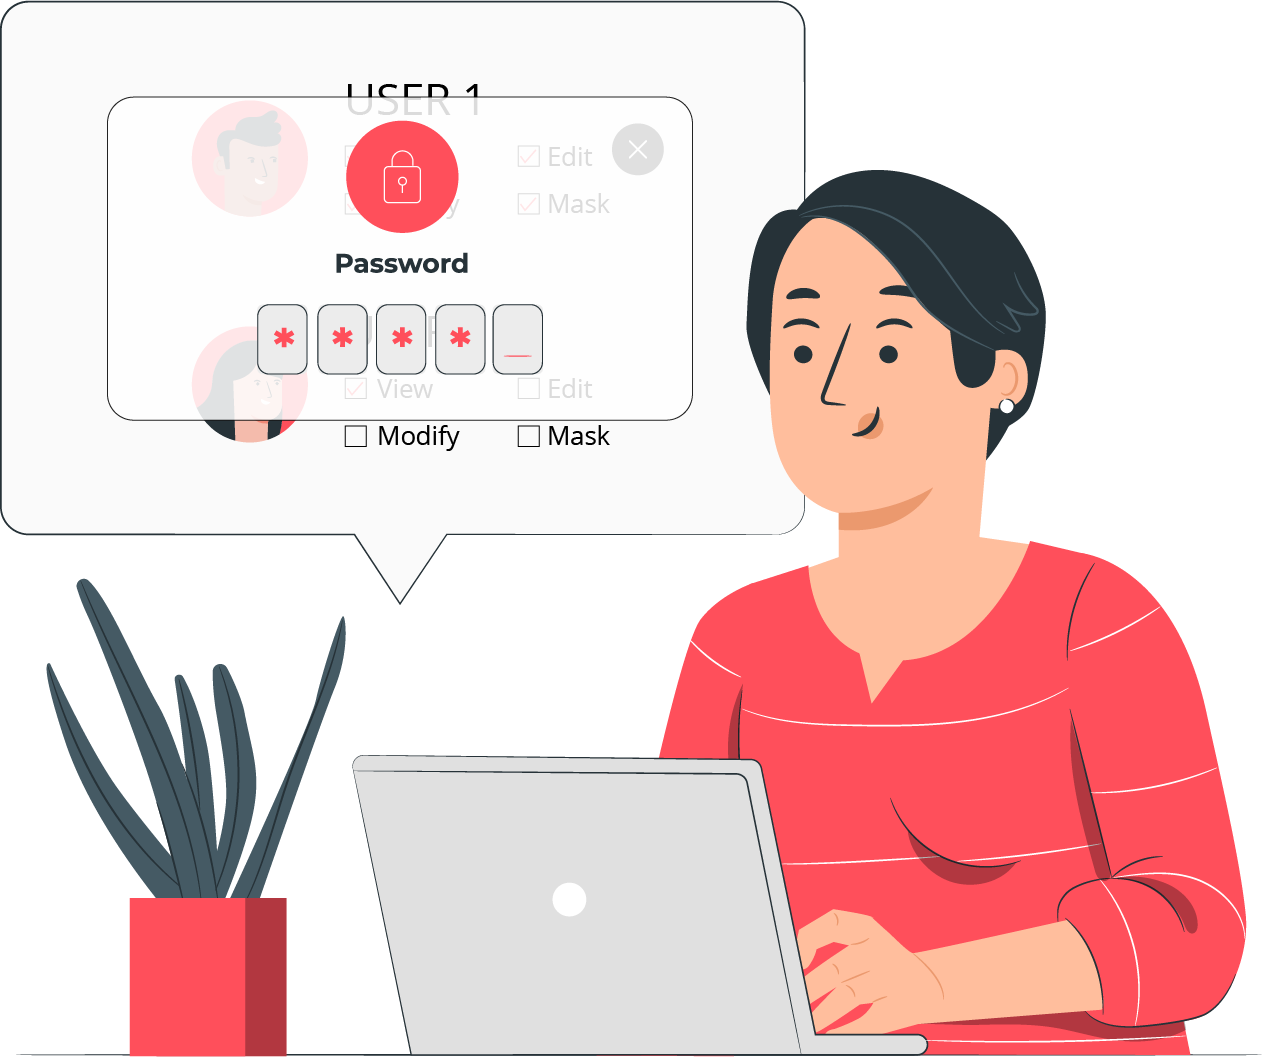 USER 1
Edit
Mask
Password
* * * * _
View Edit
Modify Mask